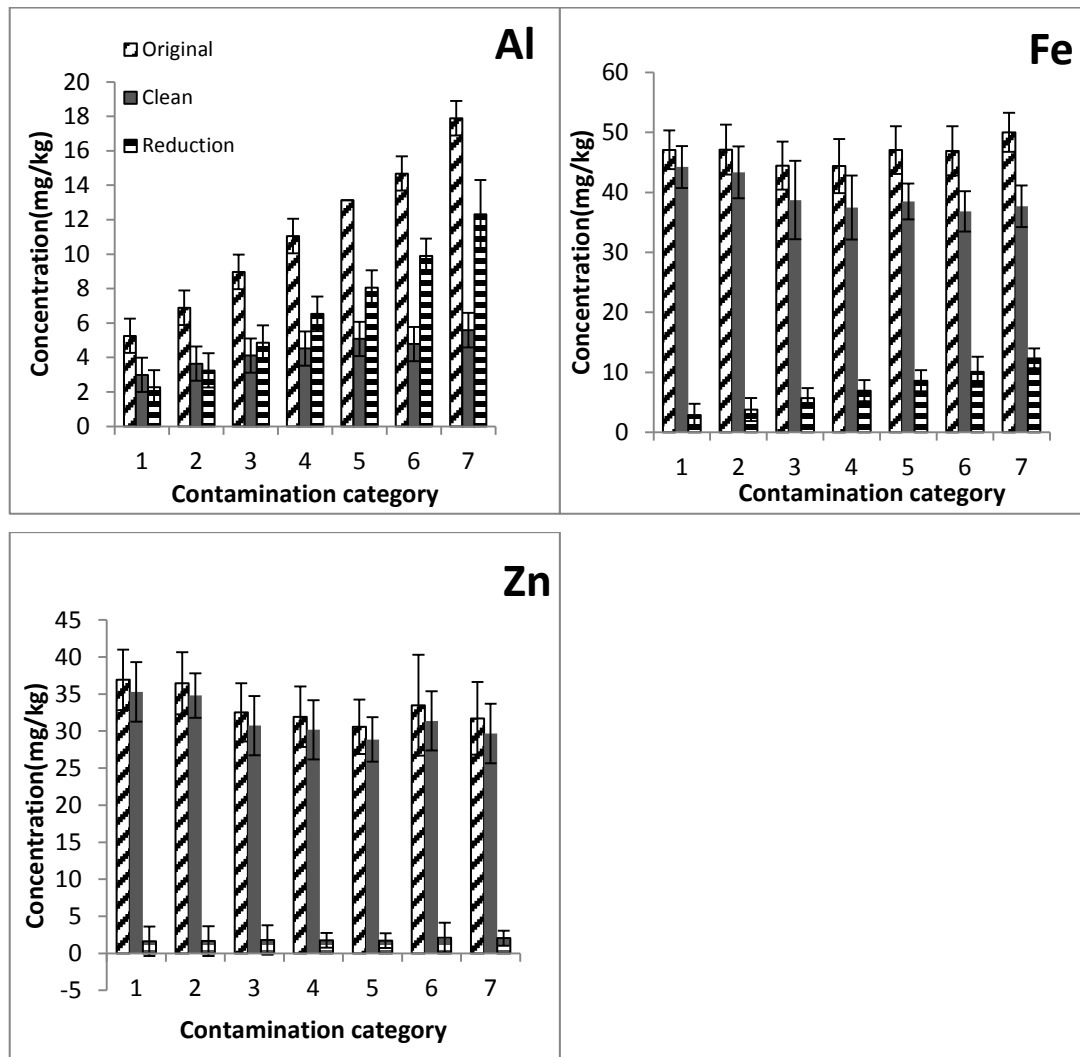 Al
Original
Clean
Reduction
Concentration(mg/kg)
20
18
16
14
12
10
8
6
4
2
0
1 2 3 4 5 6 7
Contamination category
Fe
Concentration(mg/kg)
60
50
40
30
20
10
0
1 2 3 4 5 6 7
Contamination category
Zn
Concentration(mg/kg)
45
40
35
30
25
20
15
10
5
0
-5
1 2 3 4 5 6 7
Contamination category